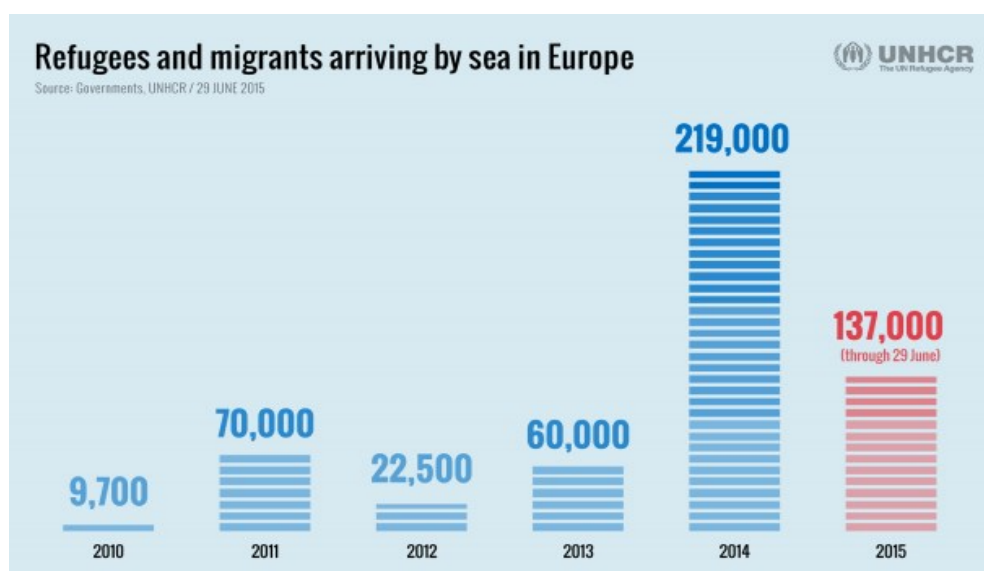 Refugees and migrants arriving by sea in Europe
Source: Governments, UNHCR / 29 JUNE 2015
UNHCR
The UN Refugee Agency
219,000
137,000
(through 29 June)
70,000
60,000
22,500
9,700
2010
2011
2012
2013
2014
2015